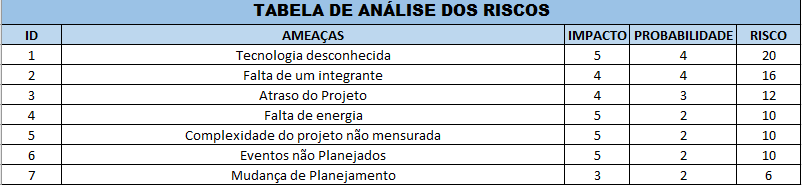 TABELA DE ANÁLISE DOS RISCOS
ID AMEAÇAS IMPACTO PROBABILIDADE RISCO
1 Tecnologia desconhecida 5 4 20
2 Falta de um integrante 4 4 16
3 Atraso do Projeto 4 3 12
4 Falta de energia 5 2 10
5 Complexidade do projeto não mensurada 5 2 10
6 Eventos não Planejados 5 2 10
7 Mudança de Planejamento 3 2 6